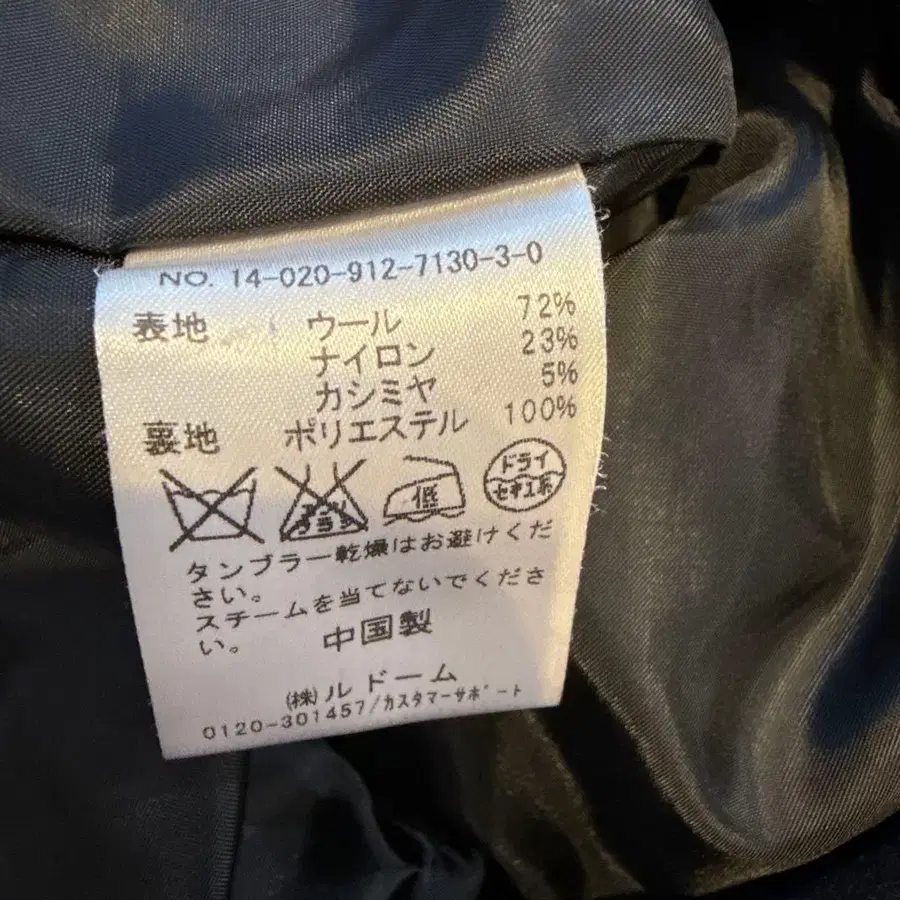 NO. 14-020-912-7130-3-0
表地 ウール 72%
ナイロン 23%
カシミヤ 5%
裏地 ポリエステル 100%
低
ドライ
セキユ系
タンブラー乾燥はお避けくだ
さい。
スチームを当てないでくださ
い。
中国製
(株)ルドーム
0120-301457/カスタマーサポート